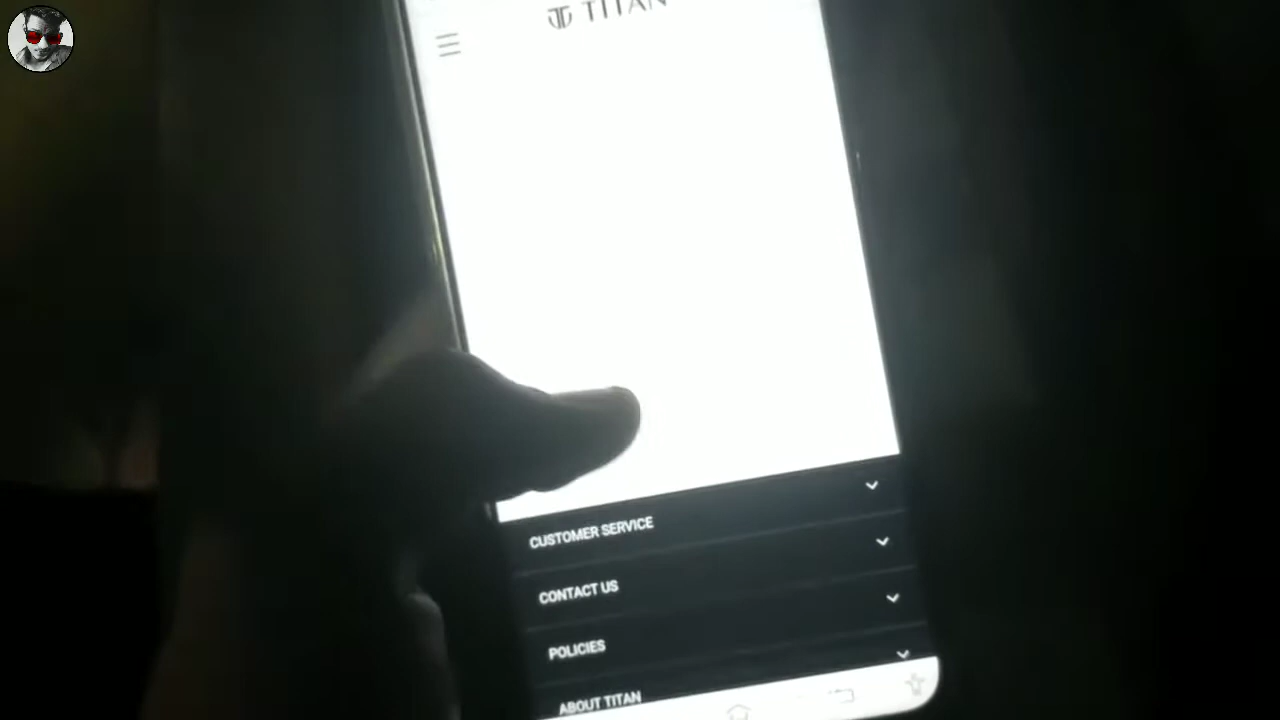 TITAN
CUSTOMER SERVICE
CONTACT US
POLICIES
ABOUT TITAN